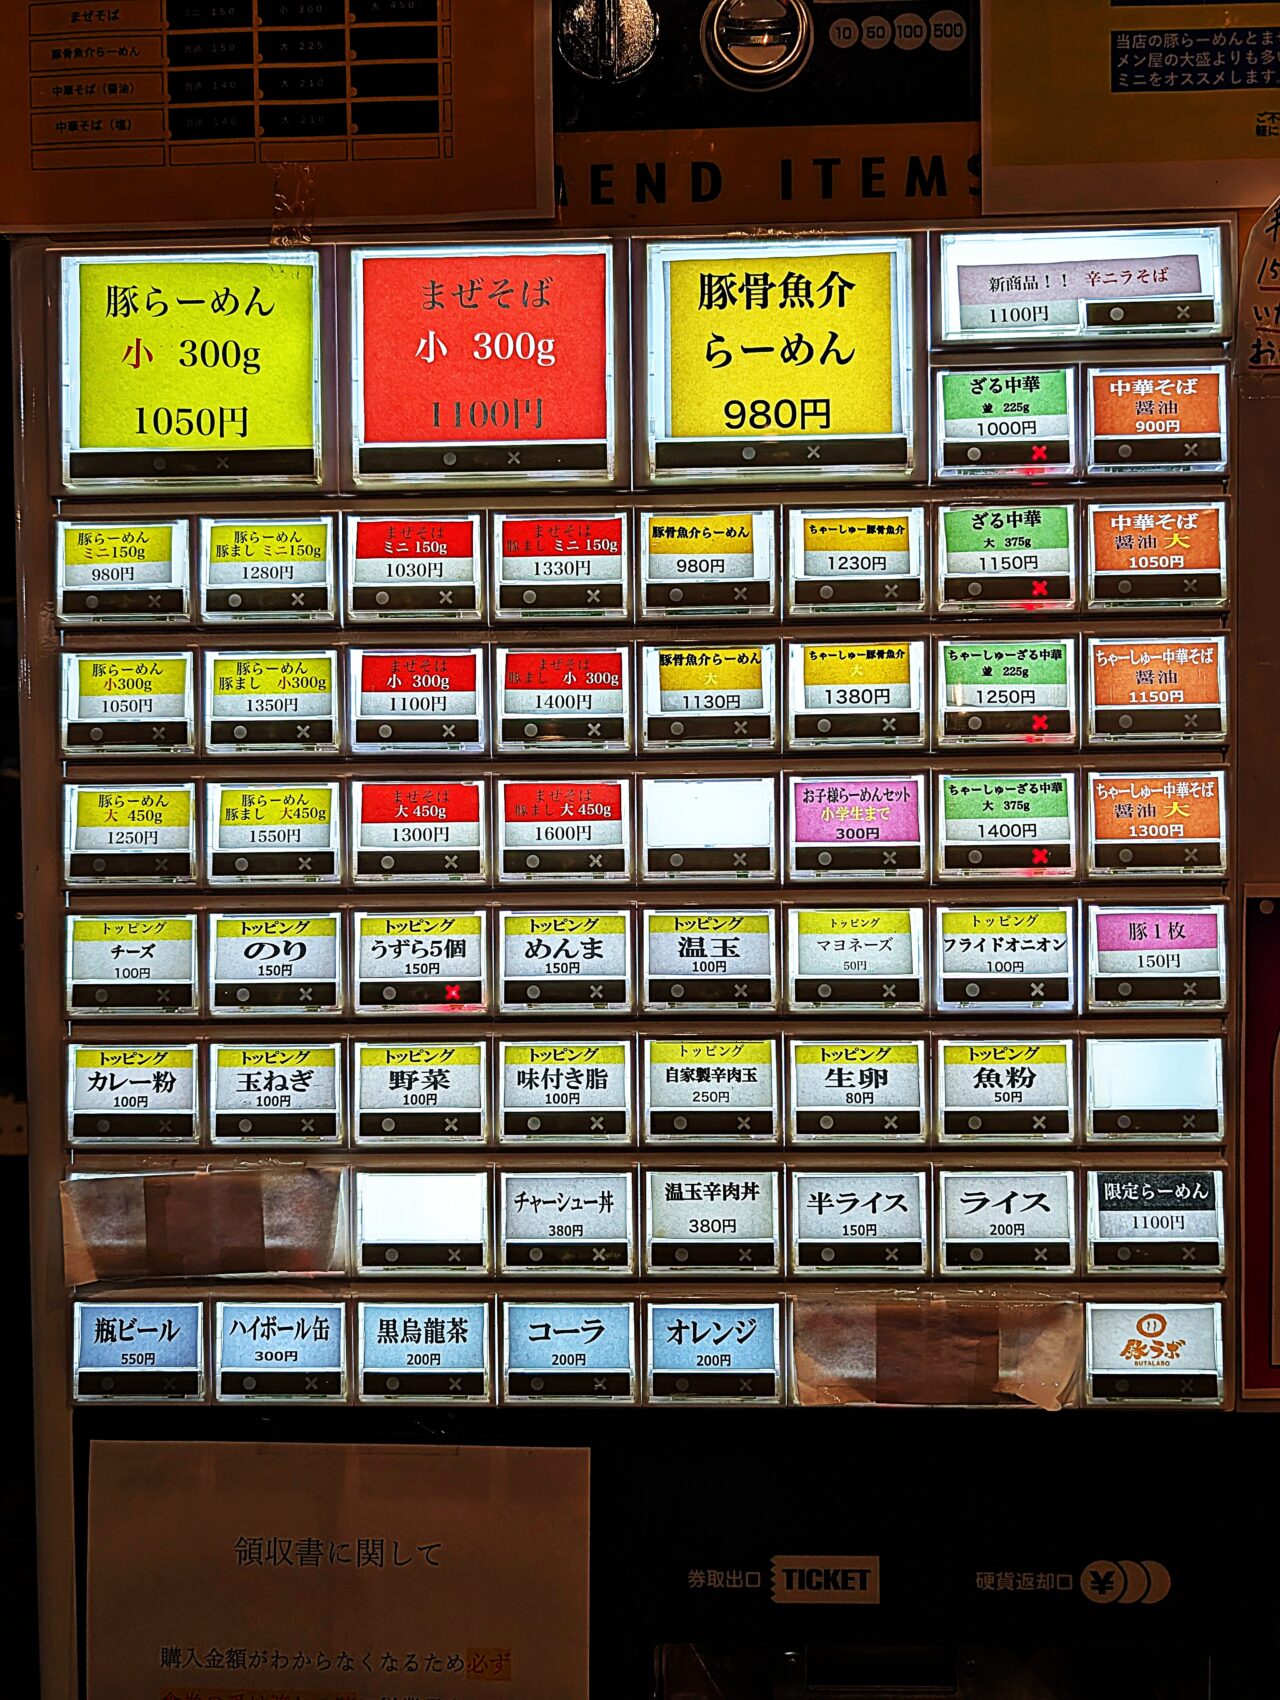 まぜそば ミニ 150 小 300 大 450
豚骨魚介らーめん 普通 150 大 225
中華そば（醤油） 普通 140 大 210
中華そば（塩） 普通 140 大 210
10 50 100 500
当店の豚らーめんとま
メン屋の大盛よりも多い
ミニをオススメします
MEND ITEMS
豚らーめん
小 300g
1050円
まぜそば
小 300g
1100円
豚骨魚介
らーめん
980円
新商品！！ 辛ニラそば
1100円
ざる中華
並 225g
1000円
中華そば
醤油
900円
豚らーめん
ミニ150g
980円
豚らーめん
豚まし ミニ150g
1280円
まぜそば
ミニ 150g
1030円
まぜそば
豚まし ミニ 150g
1330円
豚骨魚介らーめん
980円
ちゃーしゅー豚骨魚介
1230円
ざる中華
大 375g
1150円
中華そば
醤油 大
1050円
豚らーめん
小300g
1050円
豚らーめん
豚まし 小300g
1350円
まぜそば
小 300g
1100円
まぜそば
豚まし 小 300g
1400円
豚骨魚介らーめん
大
1130円
ちゃーしゅー豚骨魚介
大
1380円
ちゃーしゅーざる中華
並 225g
1250円
ちゃーしゅー中華そば
醤油
1150円
豚らーめん
大 450g
1250円
豚らーめん
豚まし 大450g
1550円
まぜそば
大 450g
1300円
まぜそば
豚まし 大 450g
1600円
お子様らーめんセット
小学生まで
300円
ちゃーしゅーざる中華
大 375g
1400円
ちゃーしゅー中華そば
醤油 大
1300円
トッピング
チーズ
100円
トッピング
のり
150円
トッピング
うずら5個
150円
トッピング
めんま
150円
トッピング
温玉
100円
トッピング
マヨネーズ
50円
トッピング
フライドオニオン
100円
豚1枚
150円
トッピング
カレー粉
100円
トッピング
玉ねぎ
100円
トッピング
野菜
100円
トッピング
味付き脂
100円
トッピング
自家製辛肉玉
250円
トッピング
生卵
80円
トッピング
魚粉
50円
チャーシュー丼
380円
温玉辛肉丼
380円
半ライス
150円
ライス
200円
限定らーめん
1100円
瓶ビール
550円
ハイボール缶
300円
黒烏龍茶
200円
コーラ
200円
オレンジ
200円
豚ラボ
BUTALABO
領収書に関して
購入金額がわからなくなるため必ず
券取出口 TICKET
硬貨返却口 ¥